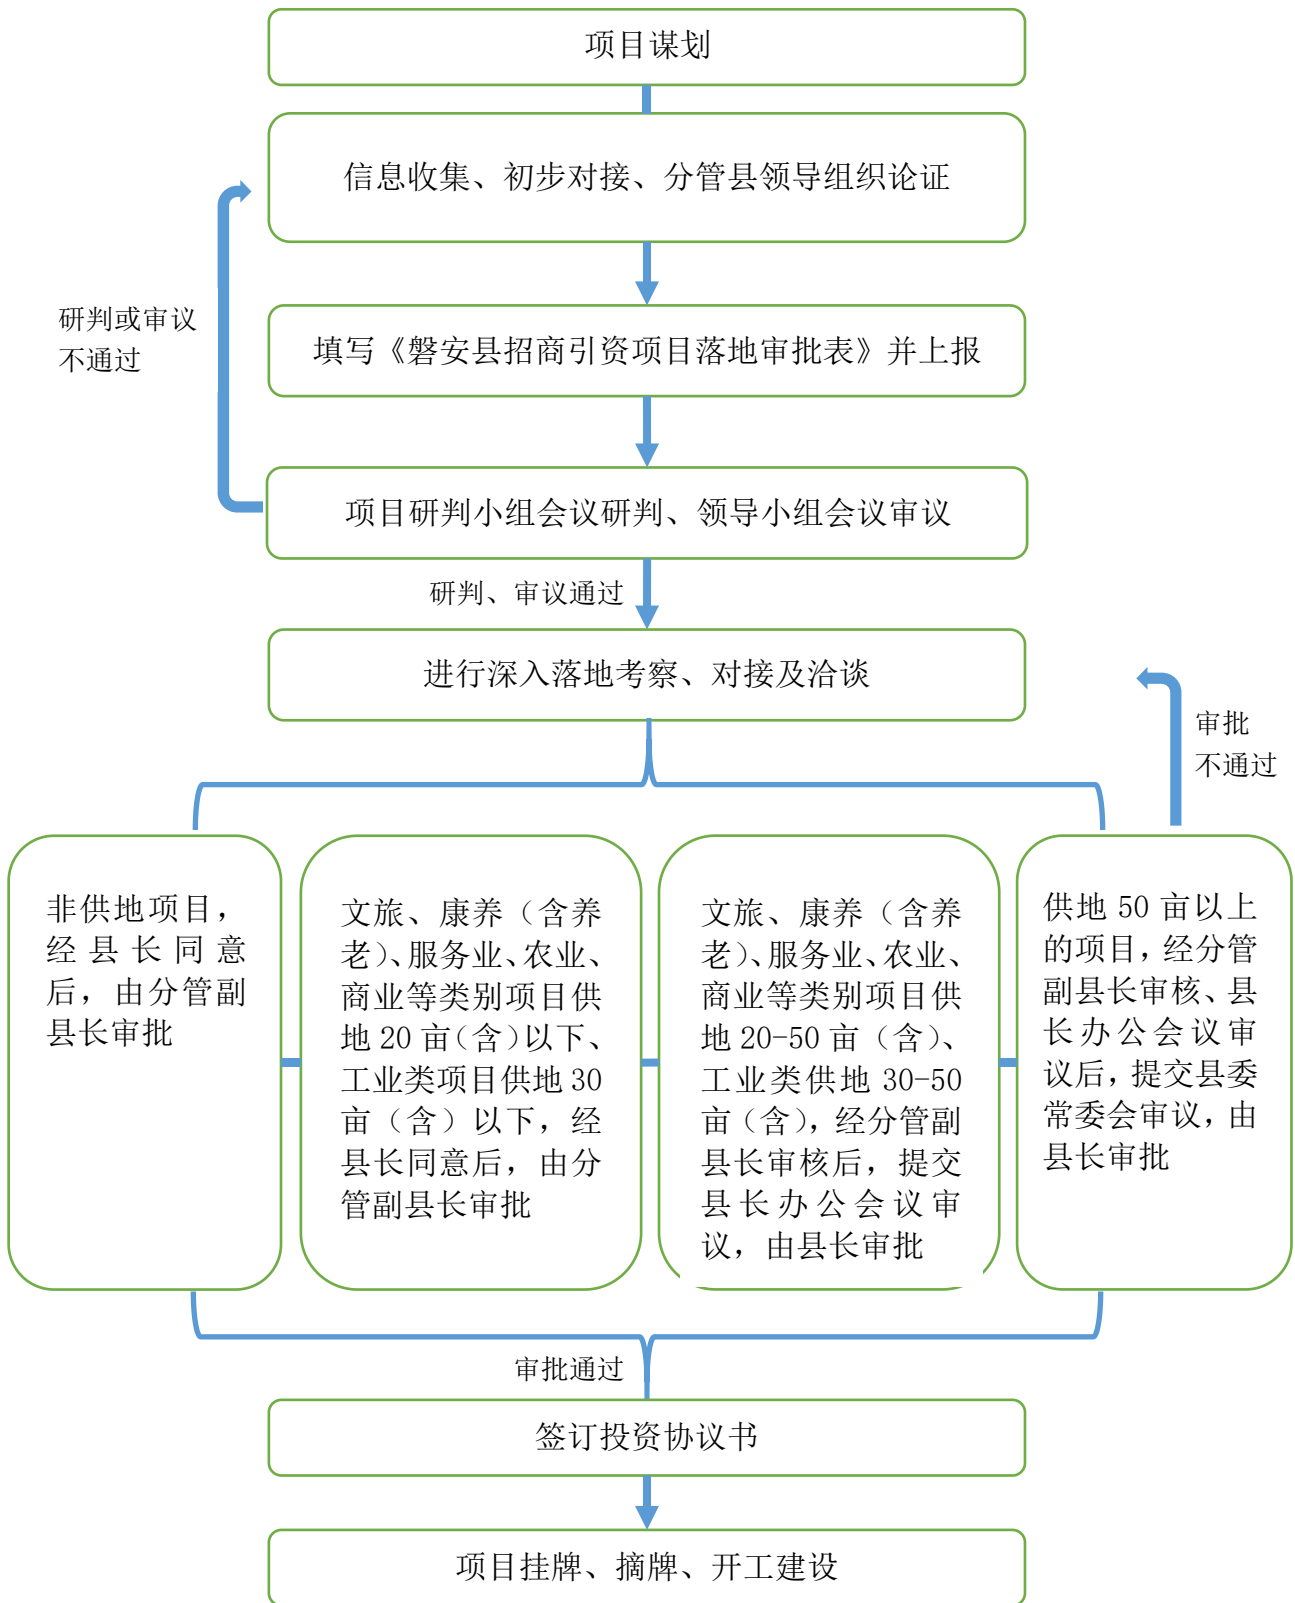 项目谋划
信息收集、初步对接、分管县领导组织论证
研判或审议
不通过
填写《磐安县招商引资项目落地审批表》并上报
项目研判小组会议研判、领导小组会议审议
研判、审议通过
进行深入落地考察、对接及洽谈
审批
不通过
非供地项目，
经县长同意
后，由分管副
县长审批
文旅、康养（含养
老）、服务业、农业、
商业等类别项目供
地 20 亩（含）以下、
工业类项目供地 30
亩（含）以下，经
县长同意后，由分
管副县长审批
文旅、康养（含养
老）、服务业、农业、
商业等类别项目供
地 20-50 亩（含）、
工业类供地 30-50
亩（含），经分管副
县长审核后，提交
县长办公会议审
议，由县长审批
供地 50 亩以上
的项目，经分管
副县长审核、县
长办公会议审
议后，提交县委
常委会审议，由
县长审批
审批通过
签订投资协议书
项目挂牌、摘牌、开工建设